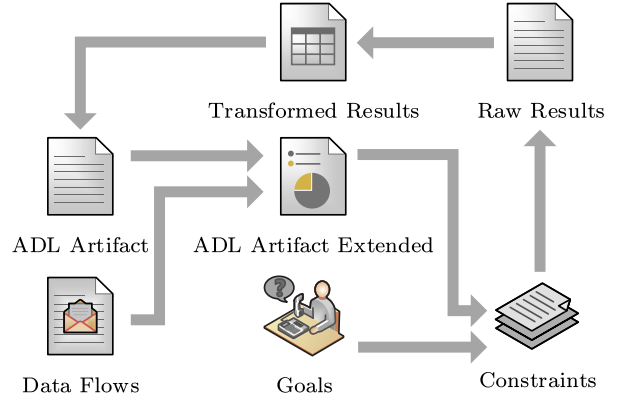 Transformed Results
Raw Results
ADL Artifact
ADL Artifact Extended
?
Data Flows
Goals
Constraints